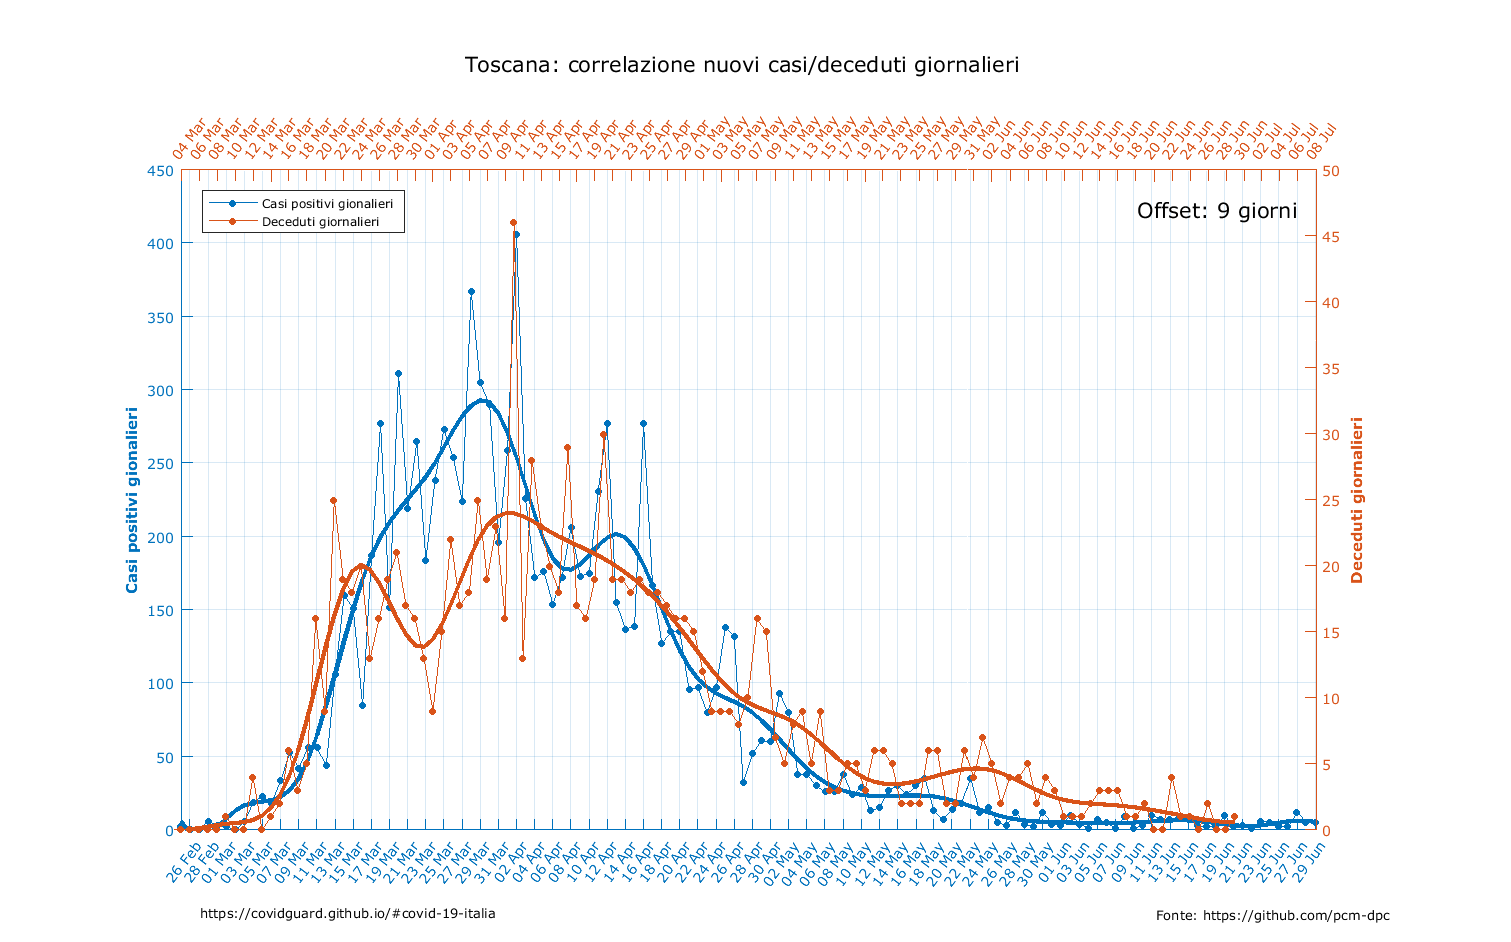 Toscana: correlazione nuovi casi/deceduti giornalieri
04 Mar
06 Mar
08 Mar
10 Mar
12 Mar
14 Mar
16 Mar
18 Mar
20 Mar
22 Mar
24 Mar
26 Mar
28 Mar
30 Mar
01 Apr
03 Apr
05 Apr
07 Apr
09 Apr
11 Apr
13 Apr
15 Apr
17 Apr
19 Apr
21 Apr
23 Apr
25 Apr
27 Apr
29 Apr
01 May
03 May
05 May
07 May
09 May
11 May
13 May
15 May
17 May
19 May
21 May
23 May
25 May
27 May
29 May
31 May
02 Jun
04 Jun
06 Jun
08 Jun
10 Jun
12 Jun
14 Jun
16 Jun
18 Jun
20 Jun
22 Jun
24 Jun
26 Jun
28 Jun
30 Jun
02 Jul
04 Jul
06 Jul
08 Jul
Casi positivi gionalieri
Deceduti giornalieri
Offset: 9 giorni
450
400
350
300
250
200
150
100
50
0
Casi positivi gionalieri
50
45
40
35
30
25
20
15
10
5
0
Deceduti giornalieri
26 Feb
28 Feb
01 Mar
03 Mar
05 Mar
07 Mar
09 Mar
11 Mar
13 Mar
15 Mar
17 Mar
19 Mar
21 Mar
23 Mar
25 Mar
27 Mar
29 Mar
31 Mar
02 Apr
04 Apr
06 Apr
08 Apr
10 Apr
12 Apr
14 Apr
16 Apr
18 Apr
20 Apr
22 Apr
24 Apr
26 Apr
28 Apr
30 Apr
02 May
04 May
06 May
08 May
10 May
12 May
14 May
16 May
18 May
20 May
22 May
24 May
26 May
28 May
30 May
01 Jun
03 Jun
05 Jun
07 Jun
09 Jun
11 Jun
13 Jun
15 Jun
17 Jun
19 Jun
21 Jun
23 Jun
25 Jun
27 Jun
29 Jun
https://covidguard.github.io/#covid-19-italia
Fonte: https://github.com/pcm-dpc